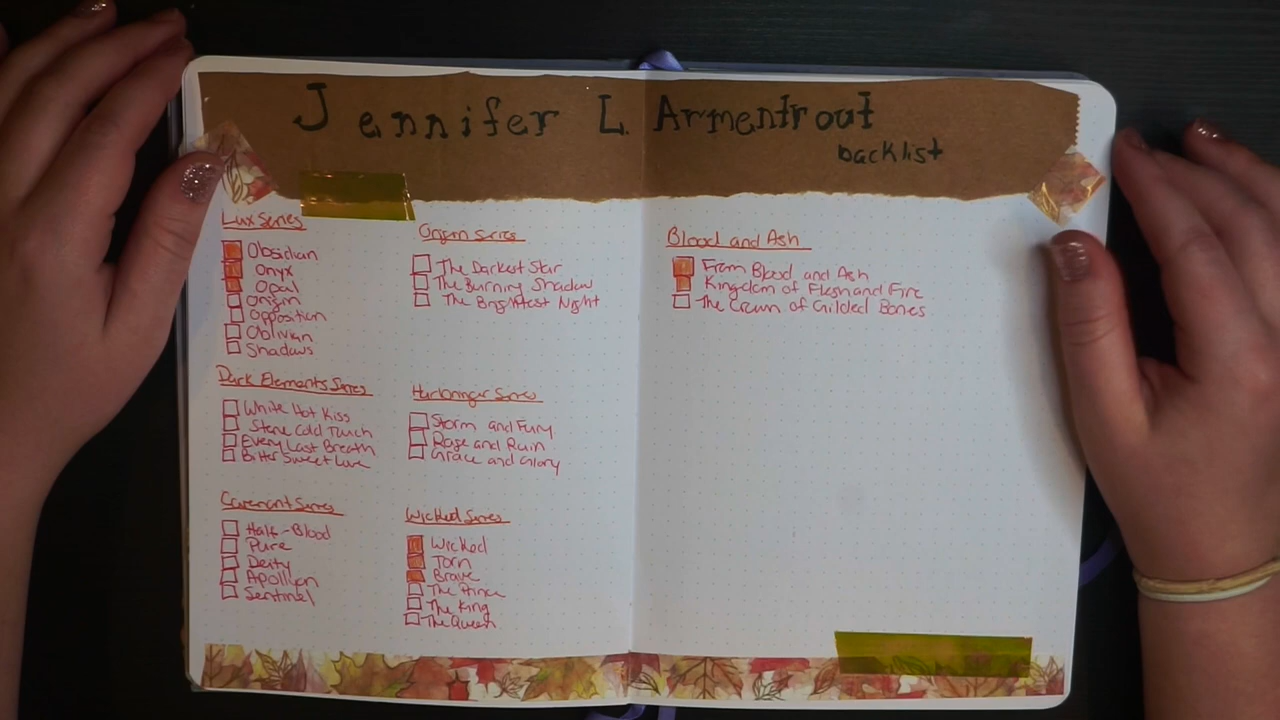 Jennifer L. Armentrout
backlist
Lux Series
Obsidian
Onyx
Opal
Origin
Opposition
Oblivion
Shadows
Dark Elements Series
White Hot Kiss
Stone Cold Touch
Every Last Breath
Bitter Sweet Love
Covenant Series
Half-Blood
Pure
Deity
Apollyon
Sentinel
Origin Series
The Darkest Star
The Burning Shadow
The Brightest Night
Harbinger Series
Storm and Fury
Rage and Ruin
Grace and Glory
Wicked Series
Wicked
Torn
Brave
The Prince
The King
The Queen
Blood and Ash
From Blood and Ash
Kingdom of Flesh and Fire
The Crown of Gilded Bones